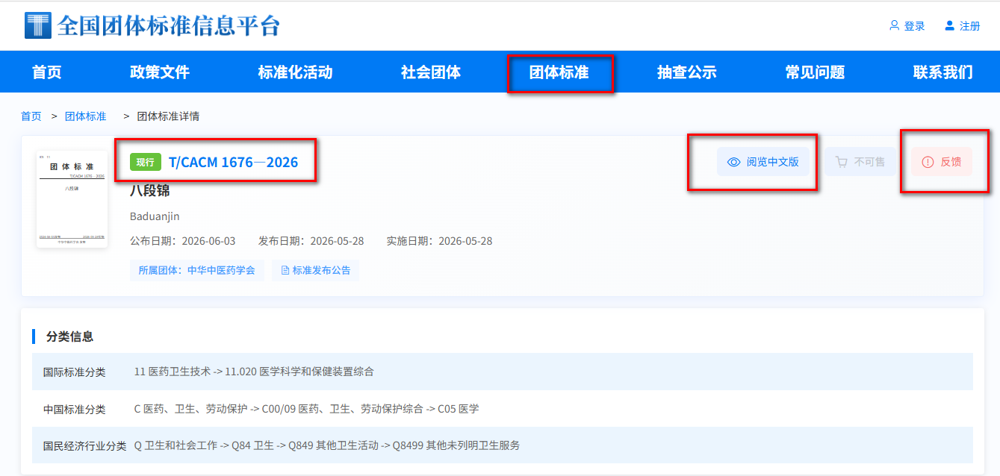 全国团体标准信息平台
登录 注册
首页 政策文件 标准化活动 社会团体 团体标准 抽查公示 常见问题 联系我们
首页 > 团体标准 > 团体标准详情
团体标准
T/CACM 1676—2026
八段锦
现行 T/CACM 1676—2026
阅览中文版 不可售 反馈
八段锦
Baduanjin
公布日期：2026-06-03 发布日期：2026-05-28 实施日期：2026-05-28
所属团体：中华中医药学会 标准发布公告
分类信息
国际标准分类 11 医药卫生技术 -> 11.020 医学科学和保健装置综合
中国标准分类 C 医药、卫生、劳动保护 -> C00/09 医药、卫生、劳动保护综合 -> C05 医学
国民经济行业分类 Q 卫生和社会工作 -> Q84 卫生 -> Q849 其他卫生活动 -> Q8499 其他未列明卫生服务